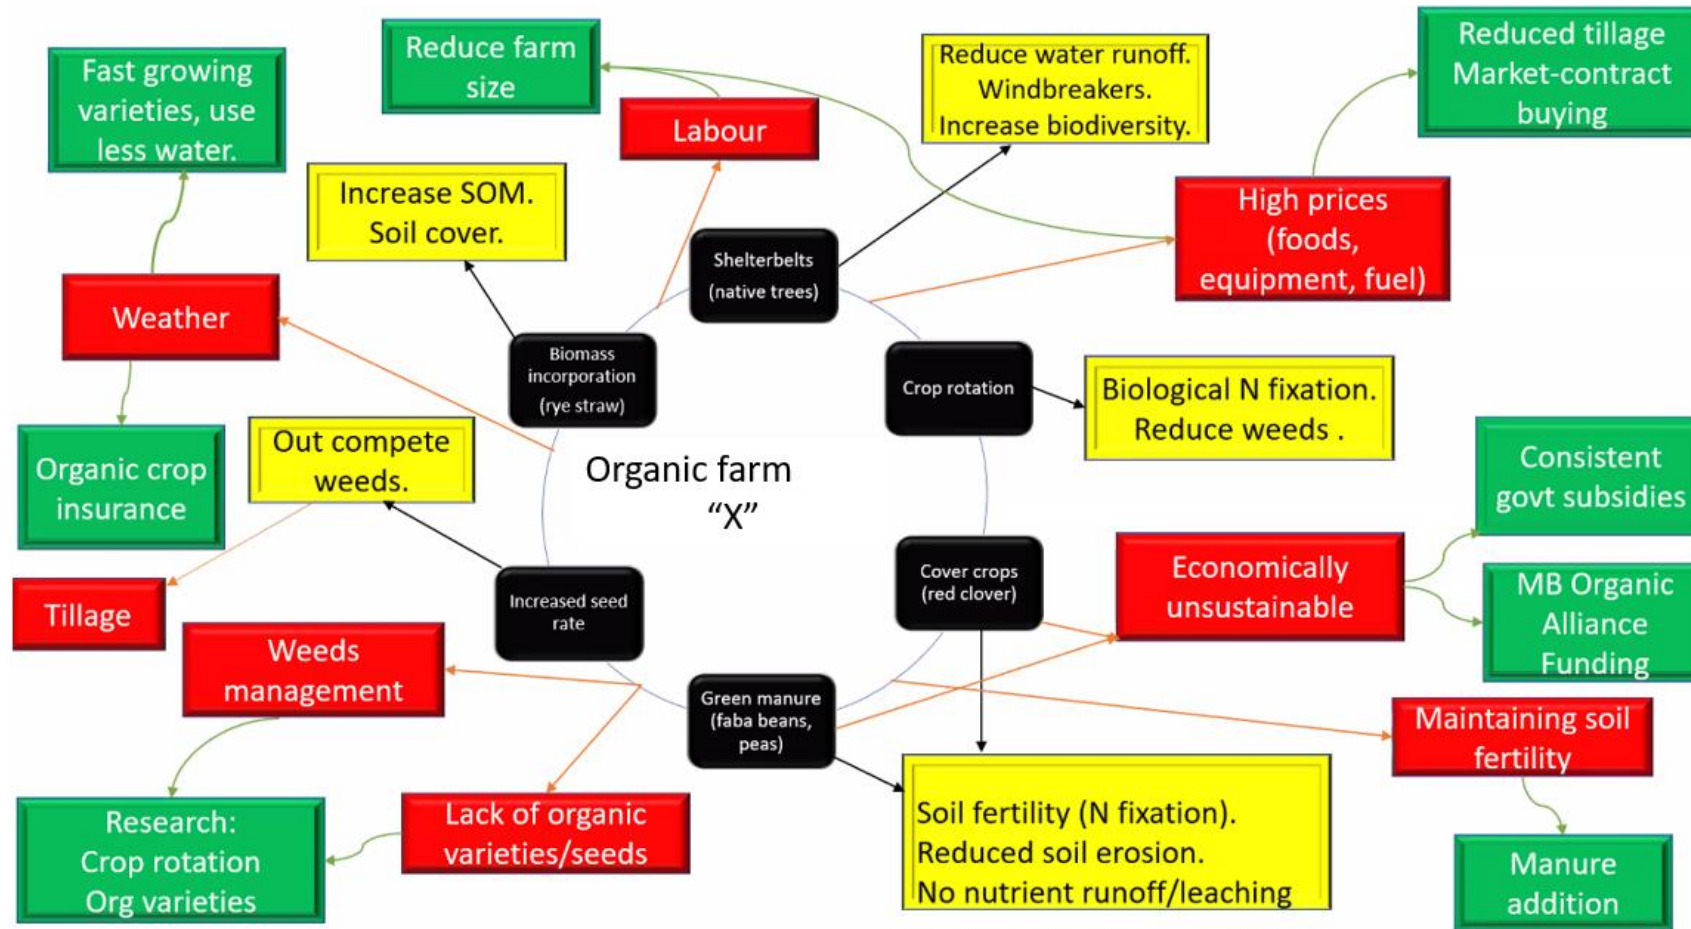 Reduce farm
size
Reduce water runoff.
Windbreakers.
Increase biodiversity.
Reduced tillage
Market-contract
buying
Fast growing
varieties, use
less water.
Labour
Increase SOM.
Soil cover.
High prices
(foods,
equipment, fuel)
Shelterbelts
(native trees)
Weather
Biomass
incorporation
(rye straw)
Crop rotation
Biological N fixation.
Reduce weeds .
Out compete
weeds.
Organic farm
“X”
Organic crop
insurance
Consistent
govt subsidies
Cover crops
(red clover)
Economically
unsustainable
MB Organic
Alliance
Funding
Increased seed
rate
Tillage
Weeds
management
Green manure
(faba beans,
peas)
Maintaining soil
fertility
Lack of organic
varieties/seeds
Soil fertility (N fixation).
Reduced soil erosion.
No nutrient runoff/leaching
Research:
Crop rotation
Org varieties
Manure
addition